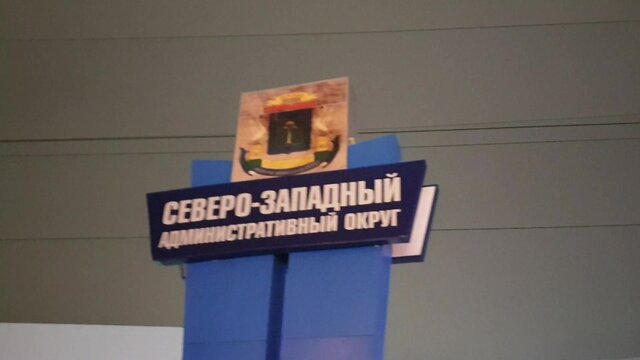 СЕВЕРО-ЗАПАДНЫЙ
АДМИНИСТРАТИВНЫЙ ОКРУГ